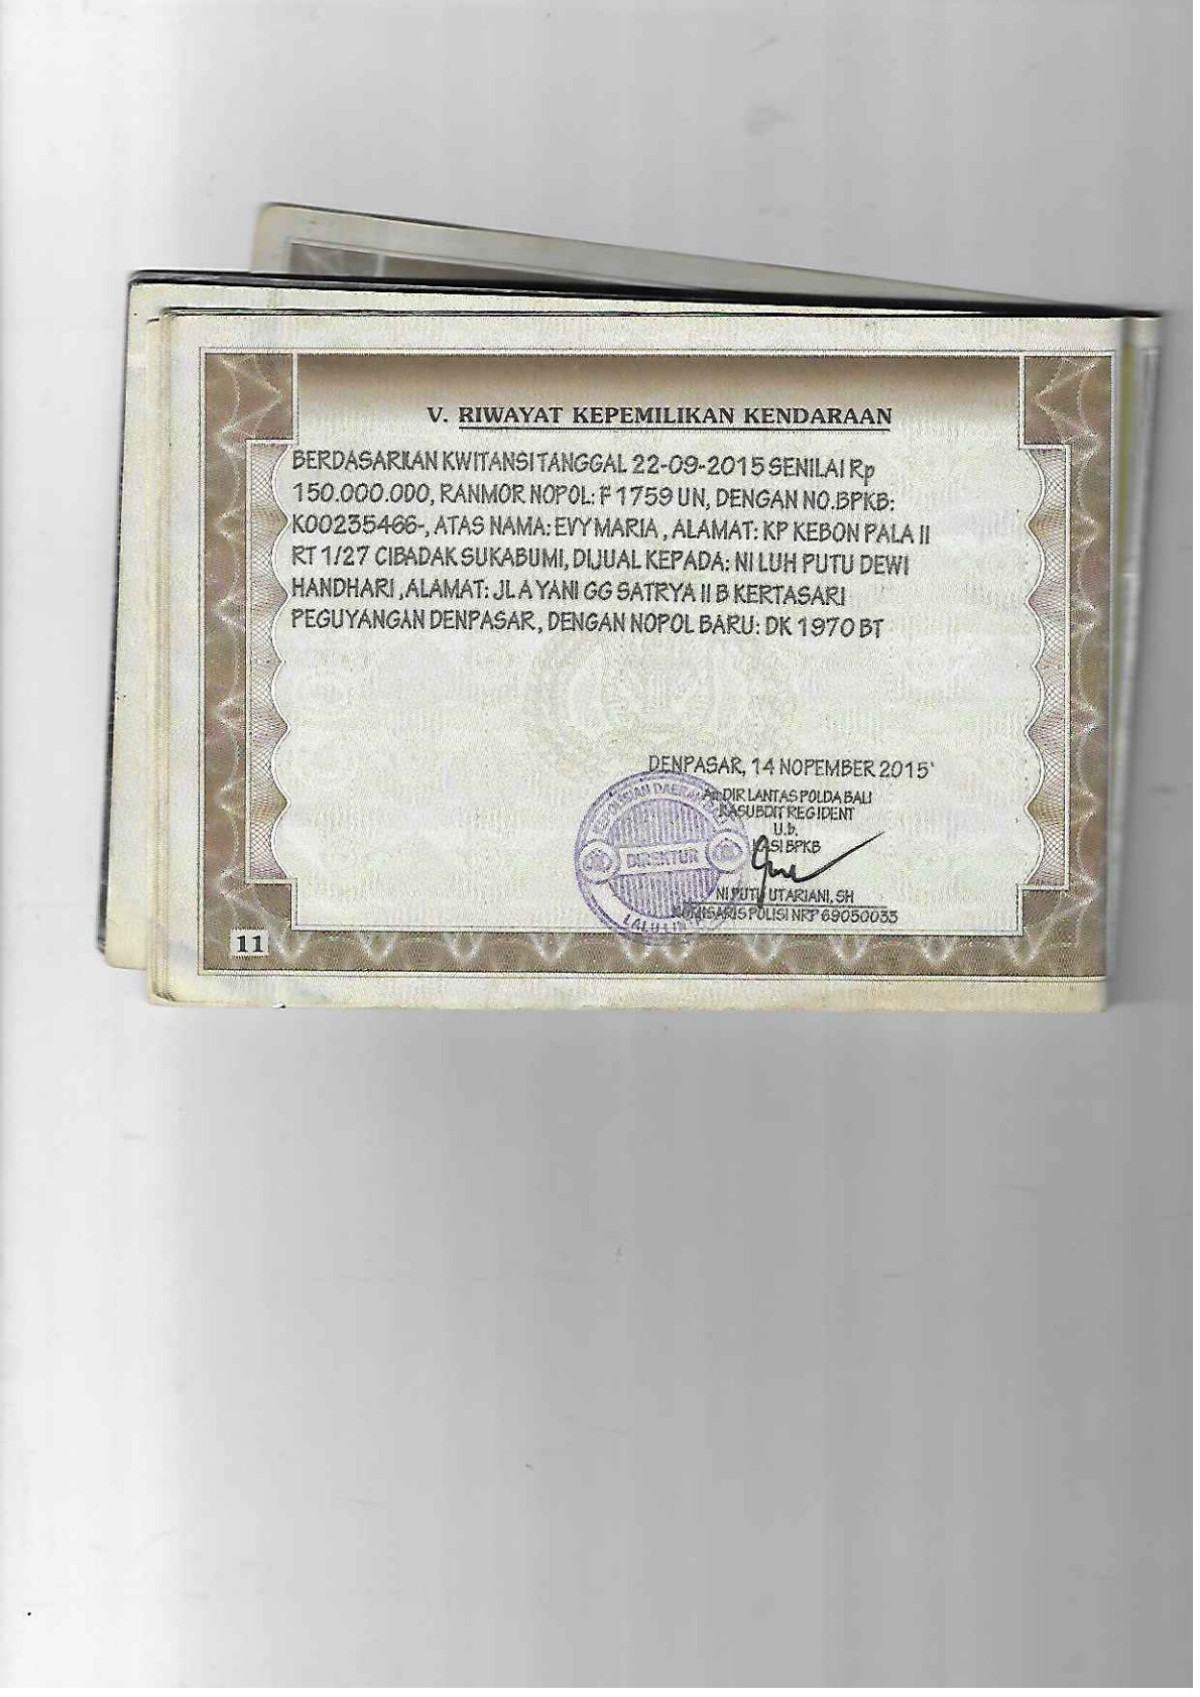 V. RIWAYAT KEPEMILIKAN KENDARAAN
BERDASARKAN KWITANSI TANGGAL 22-09-2015 SENILAI Rp
150.000.000, RANMOR NOPOL: F 1759 UN, DENGAN NO.BPKB:
K00235466-, ATAS NAMA: EVY MARIA , ALAMAT: KP KEBON PALA II
RT 1/27 CIBADAK SUKABUMI, DIJUAL KEPADA: NI LUH PUTU DEWI
HANDHARI ,ALAMAT: JL A YANI GG SATRYA II B KERTASARI
PEGUYANGAN DENPASAR, DENGAN NOPOL BARU: DK 1970 BT
DENPASAR, 14 NOPEMBER 2015
An DIR LANTAS POLDA BALI
KASUBDIT REGIDENT
U.b.
KASI BPKB
DIREKTUR
NI PUTU UTARIANI, SH
KOMISARIS POLISI NRP 69050033
11